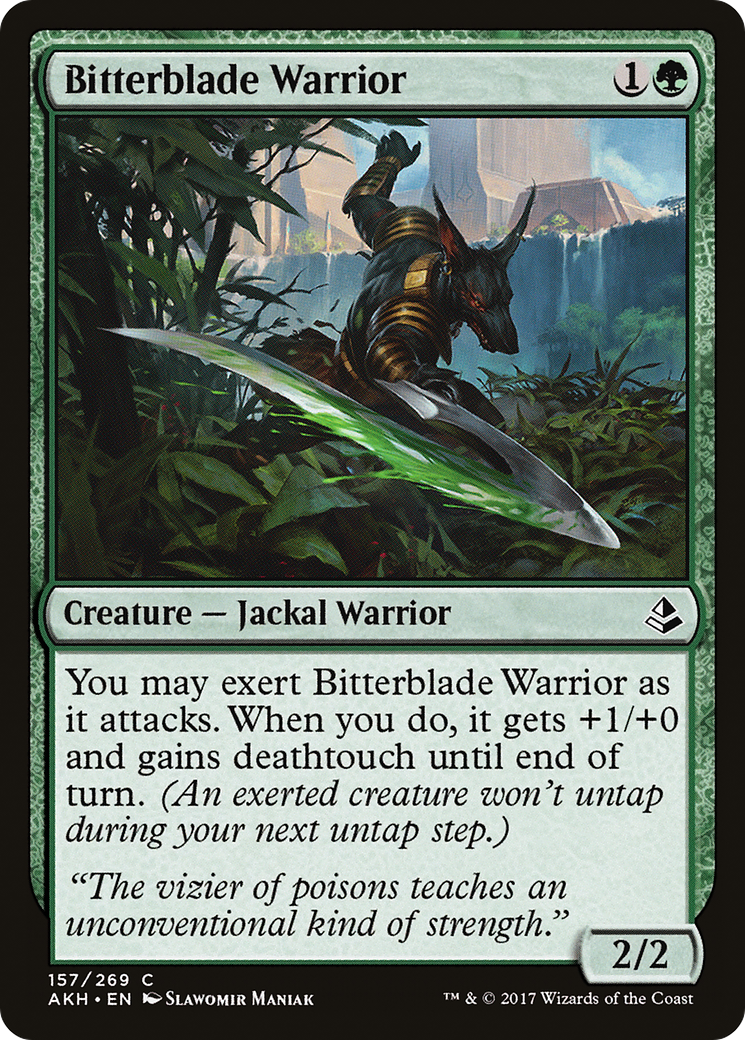 Bitterblade Warrior 1
Creature — Jackal Warrior
You may exert Bitterblade Warrior as
it attacks. When you do, it gets +1/+0
and gains deathtouch until end of
turn. (An exerted creature won't untap
during your next untap step.)
"The vizier of poisons teaches an
unconventional kind of strength."
2/2
157/269 C
AKH • EN Slawomir Maniak
™ & © 2017 Wizards of the Coast